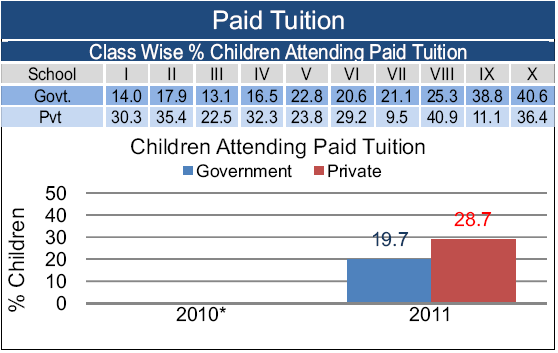 Paid Tuition
Class Wise % Children Attending Paid Tuition
School I II III IV V VI VII VIII IX X
Govt. 14.0 17.9 13.1 16.5 22.8 20.6 21.1 25.3 38.8 40.6
Pvt 30.3 35.4 22.5 32.3 23.8 29.2 9.5 40.9 11.1 36.4
Children Attending Paid Tuition
Government Private
% Children
50
40
30
20
10
0
19.7
28.7
2010* 2011